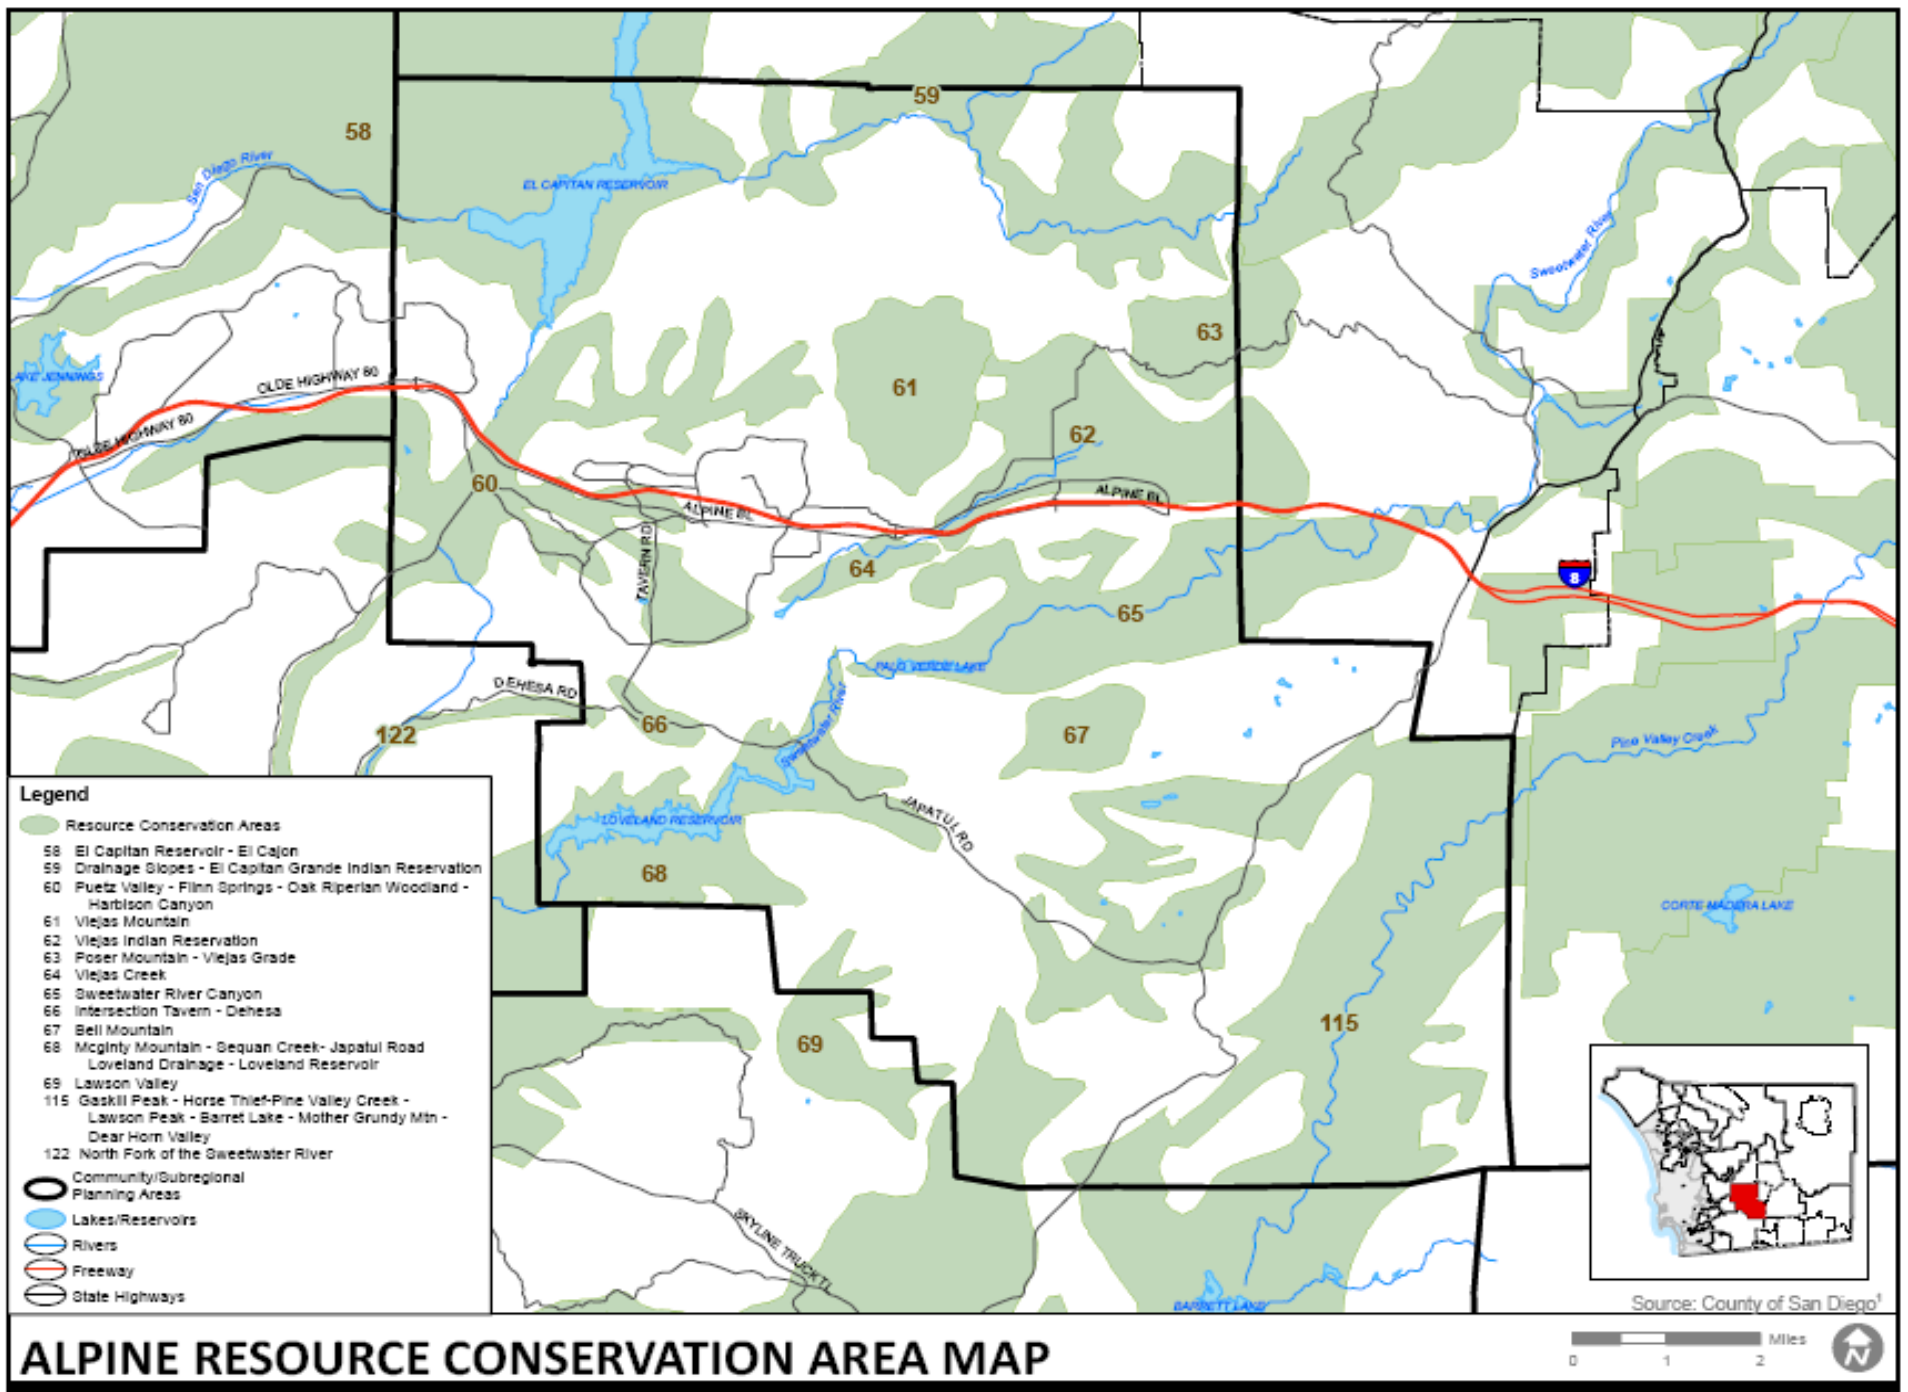 58
59
San Diego River
EL CAPITAN RESERVOIR
Sweetwater River
63
61
LAKE JENNINGS
OLDE HIGHWAY 80
OLDE HIGHWAY 80
62
60
ALPINE BL
ALPINE BL
TAVERN RD
64
8
65
PALO VERDE LAKE
DEHESA RD
Sweetwater River
66
122
67
Pine Valley Creek
LOVELAND RESERVOIR
JAPATUL RD
68
CORTE MADERA LAKE
69
115
SKYLINE TRUCK TL
BARRETT LAKE
Legend
Resource Conservation Areas
58 El Capitan Reservoir - El Cajon
59 Drainage Slopes - El Capitan Grande Indian Reservation
60 Puetz Valley - Flinn Springs - Oak Riperian Woodland -
Harbison Canyon
61 Viejas Mountain
62 Viejas Indian Reservation
63 Poser Mountain - Viejas Grade
64 Viejas Creek
65 Sweetwater River Canyon
66 Intersection Tavern - Dehesa
67 Bell Mountain
68 Mcginty Mountain - Sequan Creek- Japatul Road
Loveland Drainage - Loveland Reservoir
69 Lawson Valley
115 Gaskill Peak - Horse Thief-Pine Valley Creek -
Lawson Peak - Barret Lake - Mother Grundy Mtn -
Dear Horn Valley
122 North Fork of the Sweetwater River
Community/Subregional
Planning Areas
Lakes/Reservoirs
Rivers
Freeway
State Highways
Source: County of San Diego¹
ALPINE RESOURCE CONSERVATION AREA MAP
Miles
0 1 2
N